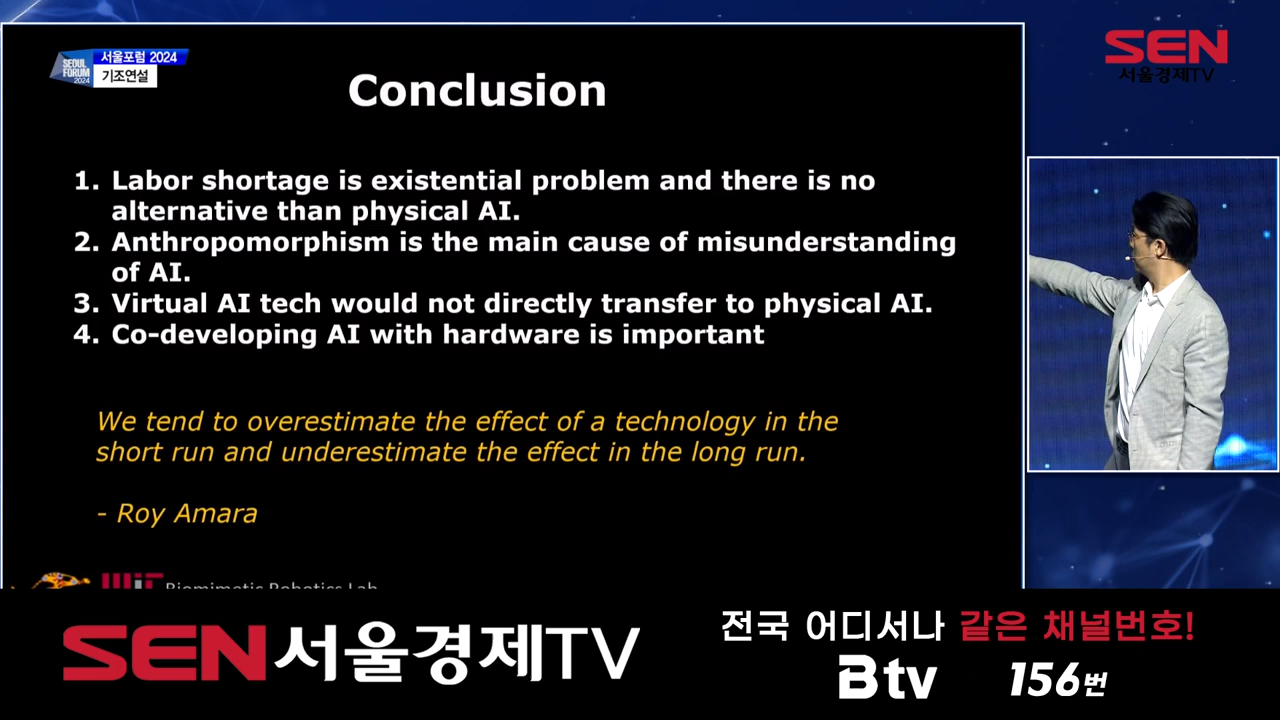 SEOUL
FORUM
2024
서울포럼 2024
기조연설
SEN
서울경제TV
Conclusion
1. Labor shortage is existential problem and there is no
alternative than physical AI.
2. Anthropomorphism is the main cause of misunderstanding
of AI.
3. Virtual AI tech would not directly transfer to physical AI.
4. Co-developing AI with hardware is important
We tend to overestimate the effect of a technology in the
short run and underestimate the effect in the long run.
- Roy Amara
MIT Biomimetic Robotics Lab
SEN서울경제TV
전국 어디서나 같은 채널번호!
B tv 156번